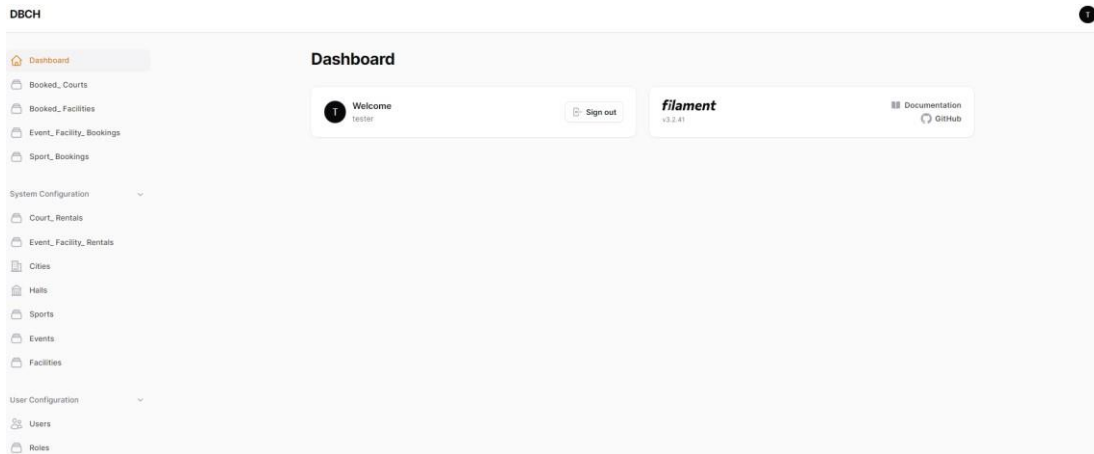 DBCH
T
Dashboard
Booked_ Courts
Booked_ Facilities
Event_ Facility_ Bookings
Sport_ Bookings
System Configuration
Court_ Rentals
Event_ Facility_ Rentals
Cities
Halls
Sports
Events
Facilities
User Configuration
Users
Roles
Dashboard
T
Welcome
tester
Sign out
filament
v3.2.41
Documentation
GitHub